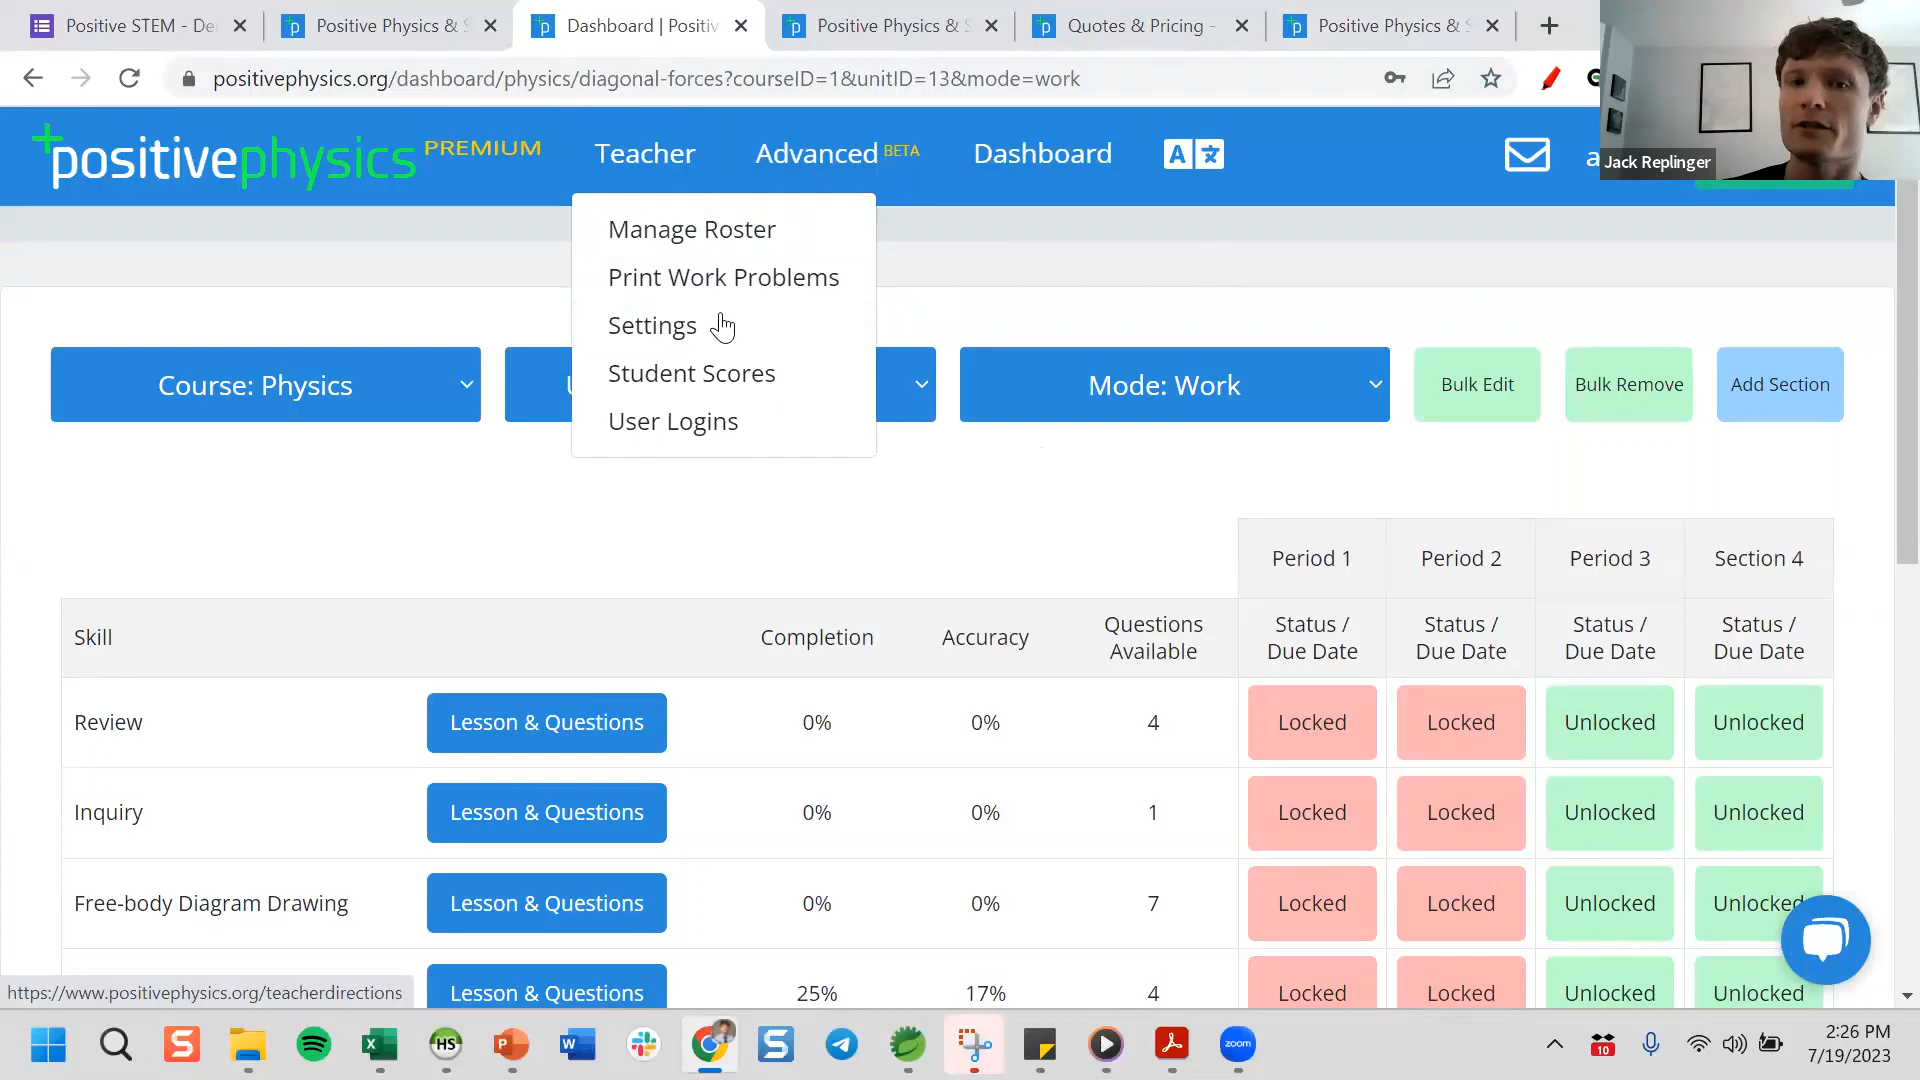 Positive STEM - De
Positive Physics & S
Dashboard | Positiv
Positive Physics & S
Quotes & Pricing -
Positive Physics & S
positivephysics.org/dashboard/physics/diagonal-forces?courseID=1&unitID=13&mode=work
Jack Replinger
positivephysics PREMIUM
Teacher
Advanced BETA
Dashboard
Manage Roster
Print Work Problems
Settings
Student Scores
User Logins
Course: Physics
Mode: Work
Bulk Edit
Bulk Remove
Add Section
Period 1
Period 2
Period 3
Section 4
Skill
Completion
Accuracy
Questions
Available
Status /
Due Date
Status /
Due Date
Status /
Due Date
Status /
Due Date
Review
Lesson & Questions
0%
0%
4
Locked
Locked
Unlocked
Unlocked
Inquiry
Lesson & Questions
0%
0%
1
Locked
Locked
Unlocked
Unlocked
Free-body Diagram Drawing
Lesson & Questions
0%
0%
7
Locked
Locked
Unlocked
Unlocked
Lesson & Questions
25%
17%
4
Locked
Locked
Unlocked
Unlocked
https://www.positivephysics.org/teacherdirections
2:26 PM
7/19/2023